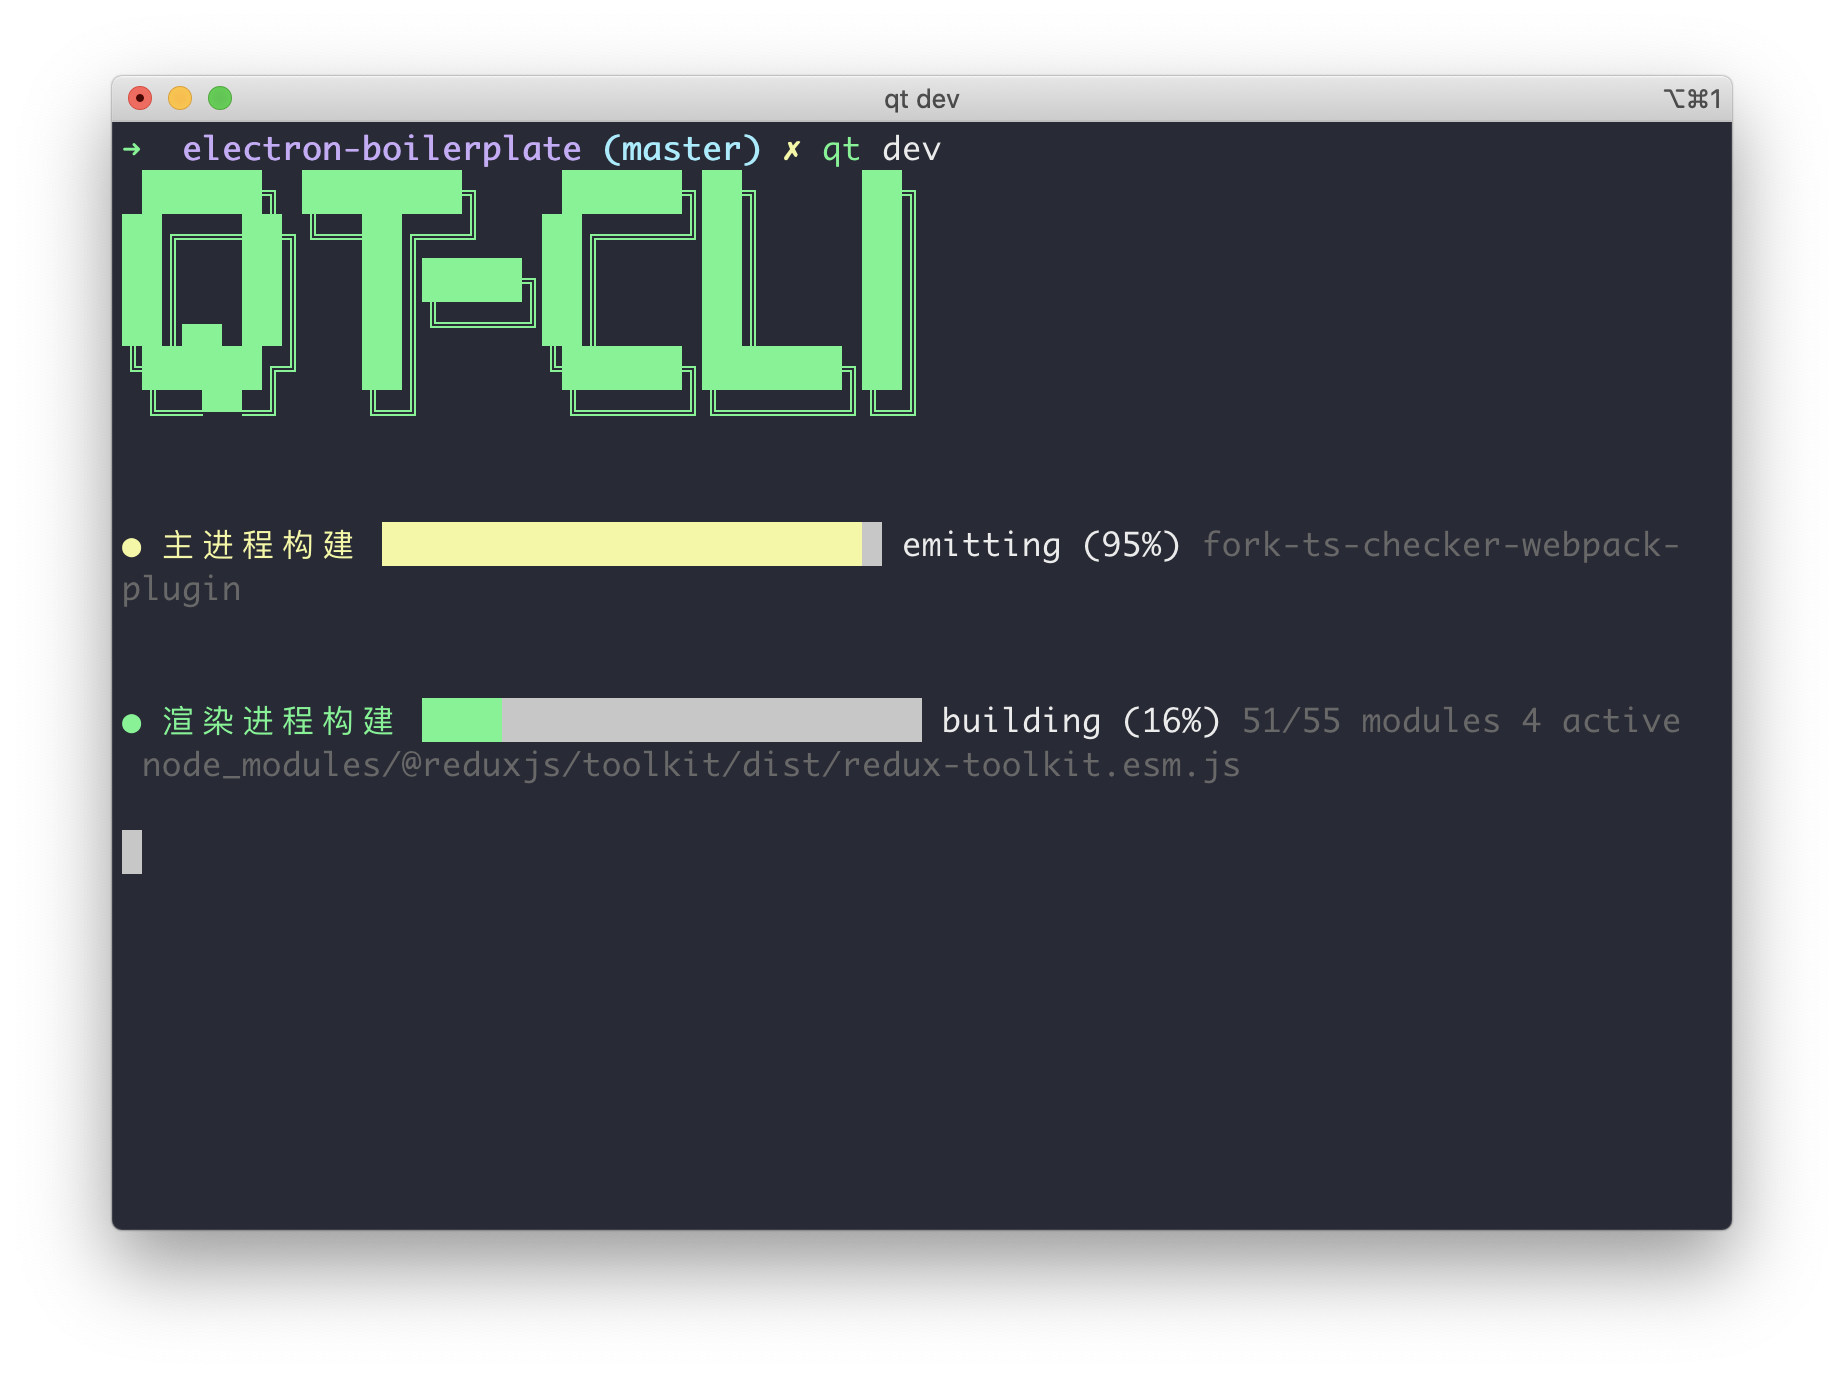 qt dev
⌥⌘1
➜ electron-boilerplate (master) ✗ qt dev
QT-CLI
● 主进程构建 emitting (95%) fork-ts-checker-webpack-
plugin
● 渲染进程构建 building (16%) 51/55 modules 4 active
node_modules/@reduxjs/toolkit/dist/redux-toolkit.esm.js